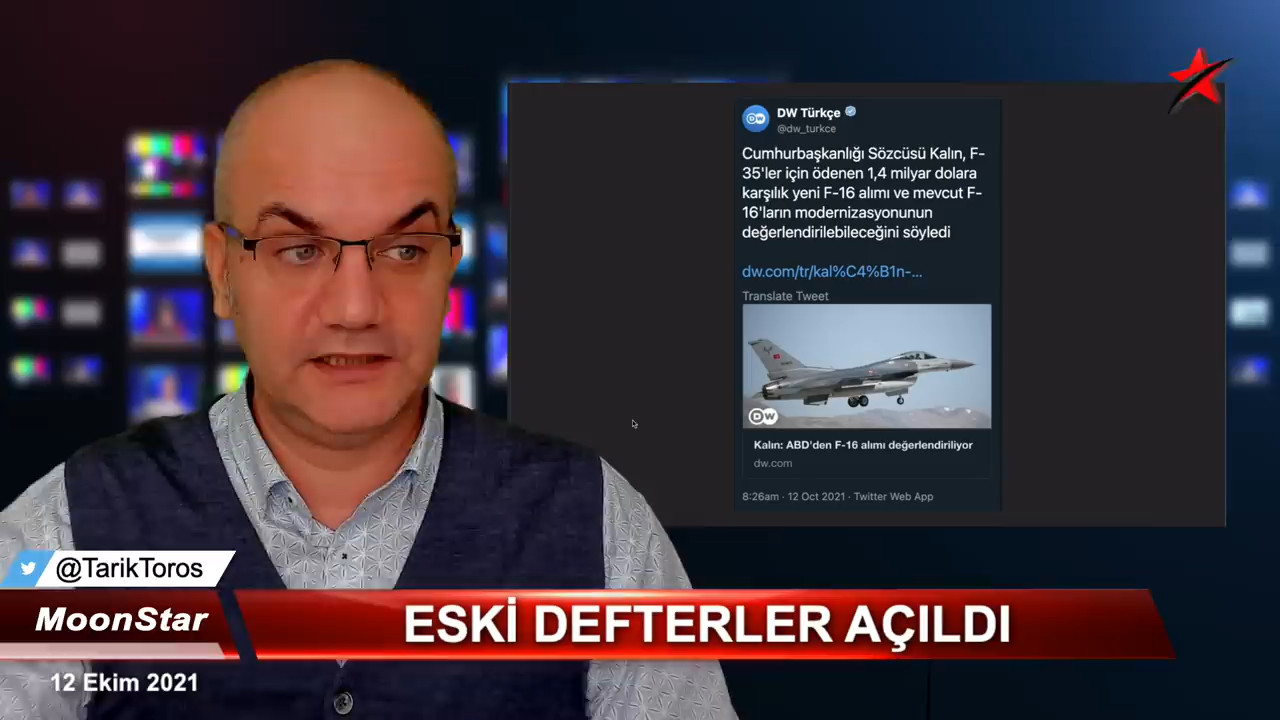 DW Türkçe
@dw_turkce
Cumhurbaşkanlığı Sözcüsü Kalın, F-
35'ler için ödenen 1,4 milyar dolara
karşılık yeni F-16 alımı ve mevcut F-
16'ların modernizasyonunun
değerlendirilebileceğini söyledi
dw.com/tr/kal%C4%B1n-...
Translate Tweet
DW
Kalın: ABD'den F-16 alımı değerlendiriliyor
dw.com
8:26am · 12 Oct 2021 · Twitter Web App
@TarikToros
MoonStar
ESKİ DEFTERLER AÇILDI
12 Ekim 2021